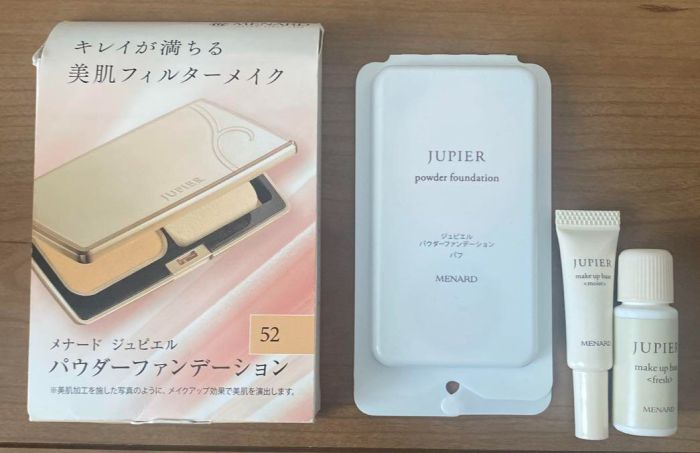 MENARD
キレイが満ちる
美肌フィルターメイク
JUPIER
52
メナード ジュピエル
パウダーファンデーション
※美肌加工を施した写真のように、メイクアップ効果で美肌を演出します。
JUPIER
powder foundation
ジュピエル
パウダーファンデーション
パフ
MENARD
JUPIER
make up base
<moist>
MENARD
JUPIER
make up base
<fresh>
MENARD